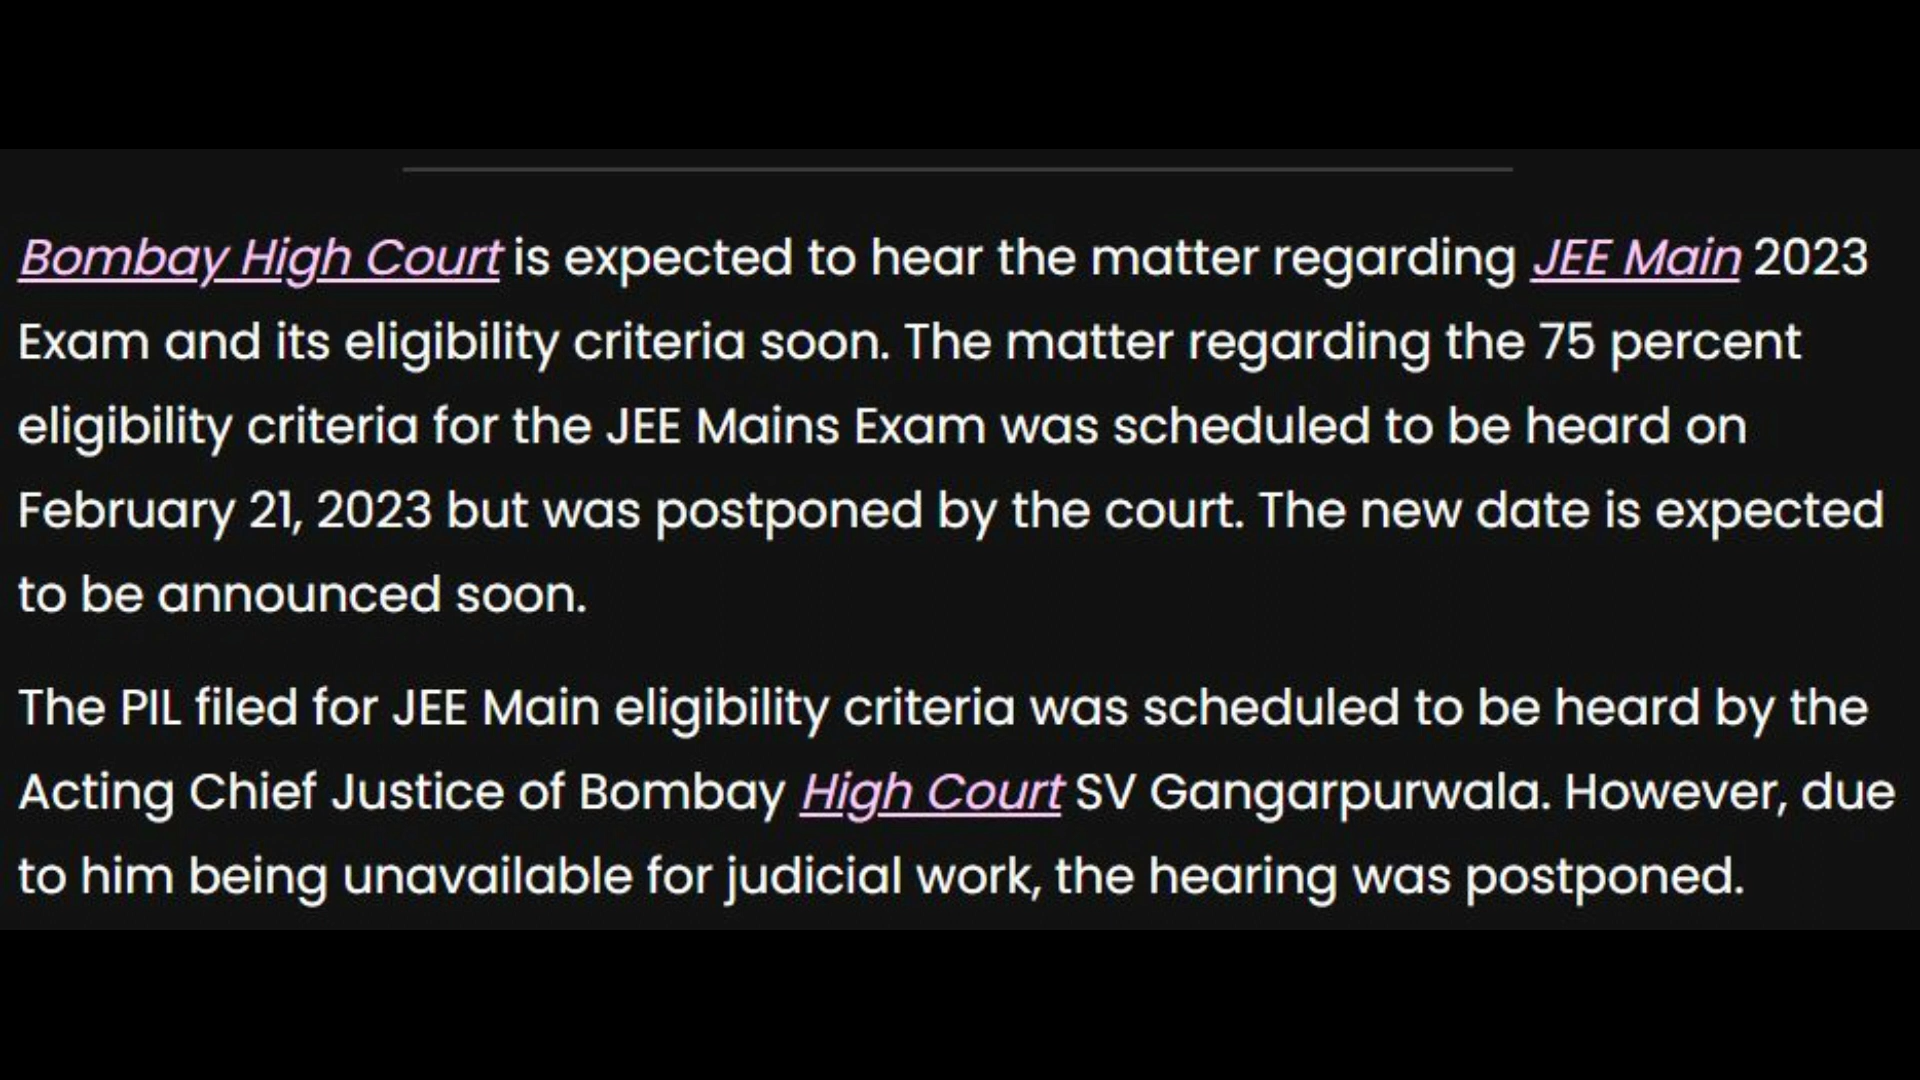 Bombay High Court is expected to hear the matter regarding JEE Main 2023
Exam and its eligibility criteria soon. The matter regarding the 75 percent
eligibility criteria for the JEE Mains Exam was scheduled to be heard on
February 21, 2023 but was postponed by the court. The new date is expected
to be announced soon.
The PIL filed for JEE Main eligibility criteria was scheduled to be heard by the
Acting Chief Justice of Bombay High Court SV Gangarpurwala. However, due
to him being unavailable for judicial work, the hearing was postponed.